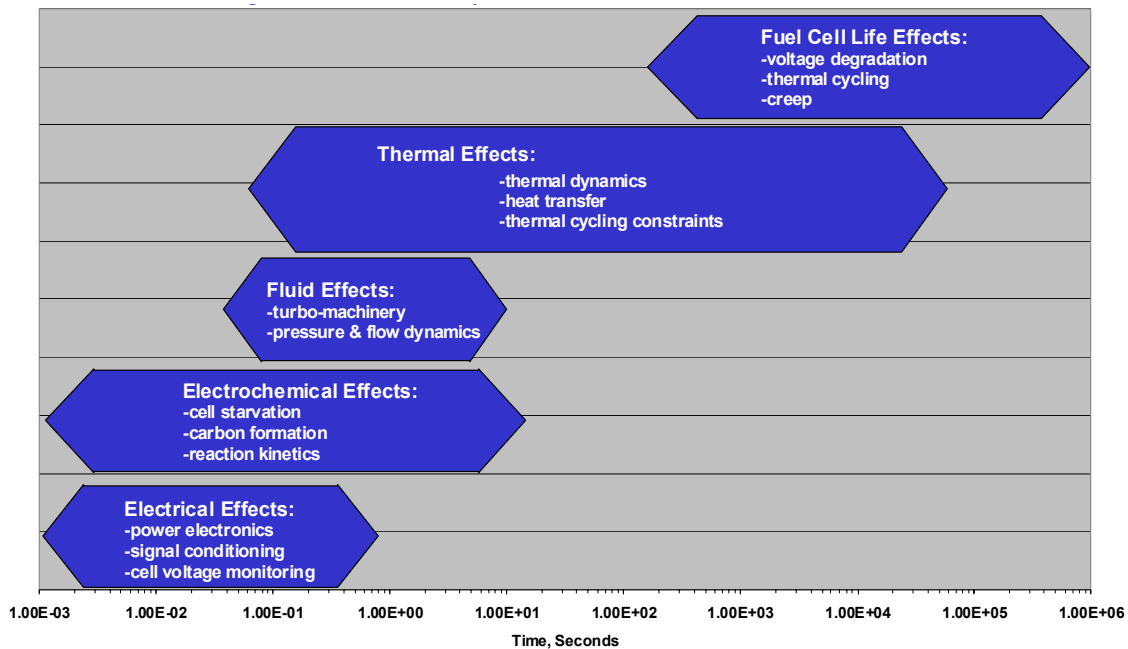 Fuel Cell Life Effects:
-voltage degradation
-thermal cycling
-creep
Thermal Effects:
-thermal dynamics
-heat transfer
-thermal cycling constraints
Fluid Effects:
-turbo-machinery
-pressure & flow dynamics
Electrochemical Effects:
-cell starvation
-carbon formation
-reaction kinetics
Electrical Effects:
-power electronics
-signal conditioning
-cell voltage monitoring
1.00E-03 1.00E-02 1.00E-01 1.00E+00 1.00E+01 1.00E+02 1.00E+03 1.00E+04 1.00E+05 1.00E+06
Time, Seconds